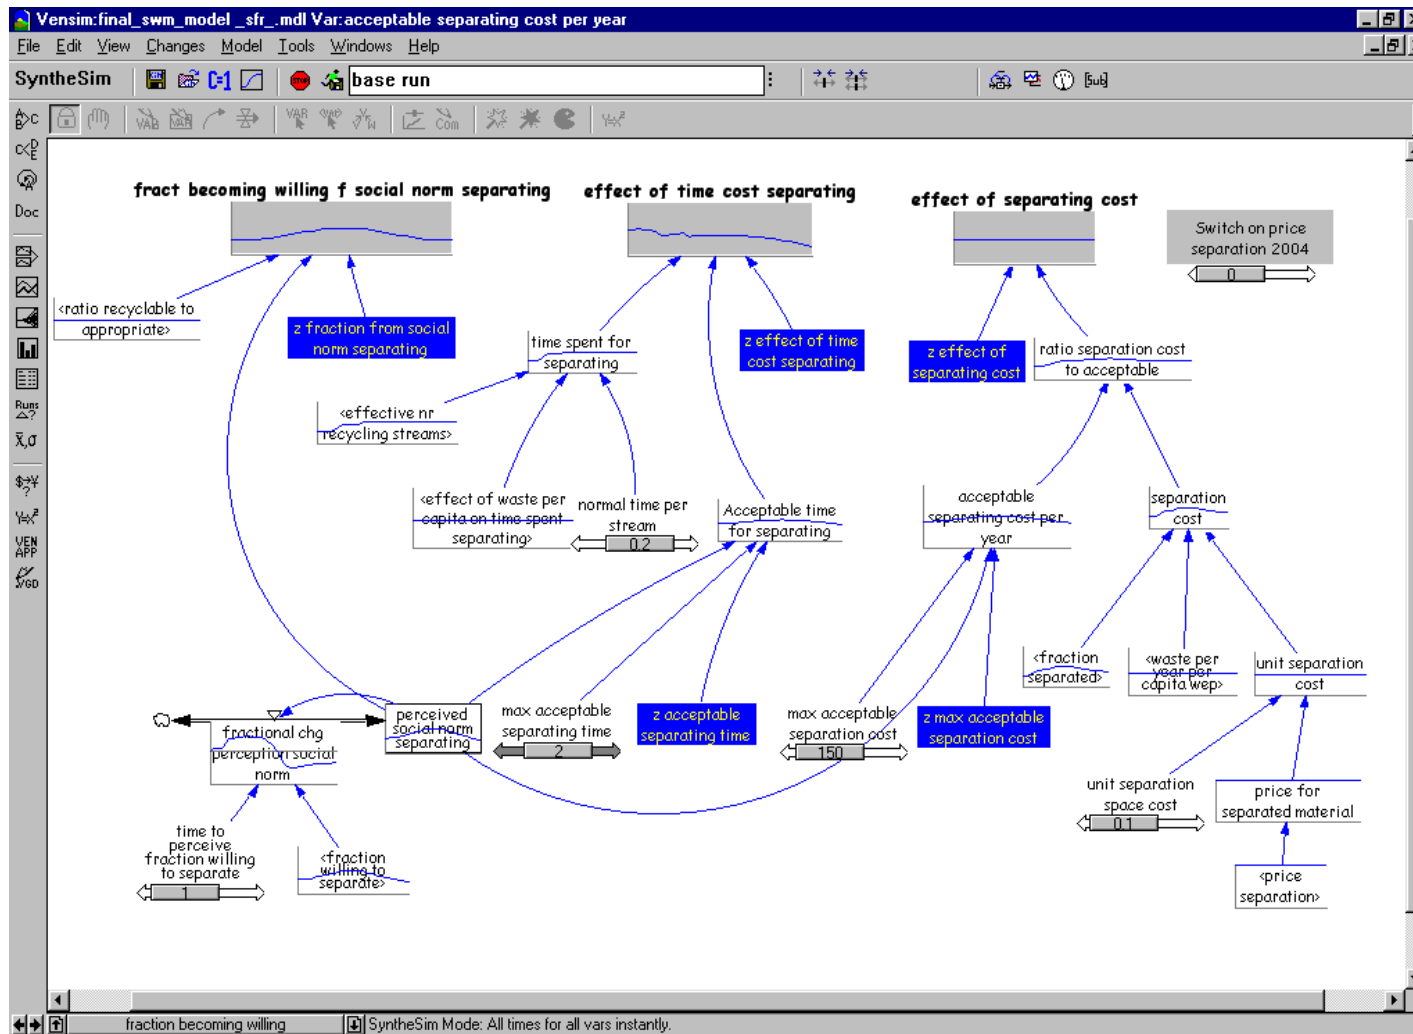 Vensim:final_swm_model _sfr_.mdl Var:acceptable separating cost per year
File Edit View Changes Model Tools Windows Help
SyntheSim
base run
Doc
Runs
VEN
APP
fract becoming willing f social norm separating
effect of time cost separating
effect of separating cost
Switch on price
separation 2004
0
<ratio recyclable to
appropriate>
z fraction from social
norm separating
time spent for
separating
z effect of time
cost separating
z effect of
separating cost
ratio separation cost
to acceptable
<effective nr
recycling streams>
<effect of waste per
capita on time spent
separating>
normal time per
stream
0.2
Acceptable time
for separating
acceptable
separating cost per
year
separation
cost
<fraction
separated>
<waste per
year per
capita wep>
unit separation
cost
fractional chg
perception social
norm
perceived
social norm
separating
max acceptable
separating time
2
z acceptable
separating time
max acceptable
separation cost
150
z max acceptable
separation cost
unit separation
space cost
0.1
price for
separated material
time to
perceive
fraction willing
to separate
1
<fraction
willing to
separate>
<price
separation>
fraction becoming willing
SyntheSim Mode: All times for all vars instantly.